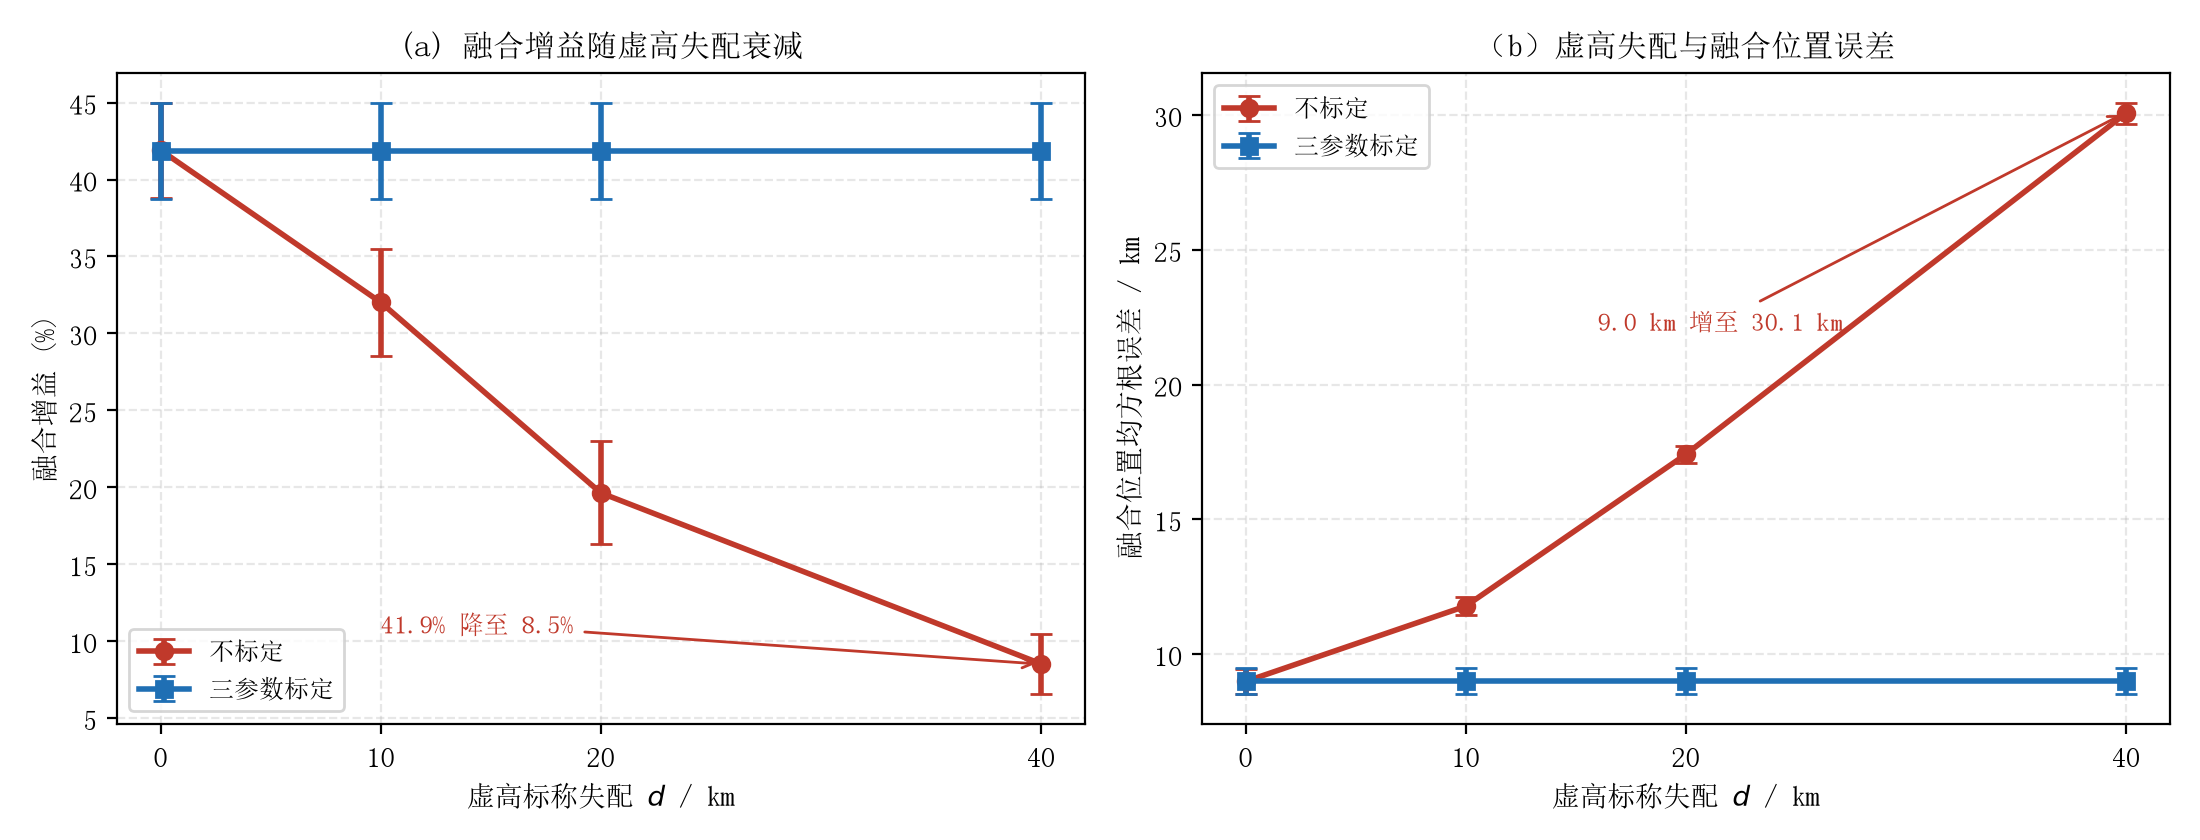 (a) 融合增益随虚高失配衰减
融合增益 (%)
45
40
35
30
25
20
15
10
5
41.9% 降至 8.5%
不标定
三参数标定
0 10 20 40
虚高标称失配 d / km
（b）虚高失配与融合位置误差
融合位置均方根误差 / km
30
25
20
15
10
不标定
三参数标定
9.0 km 增至 30.1 km
0 10 20 40
虚高标称失配 d / km